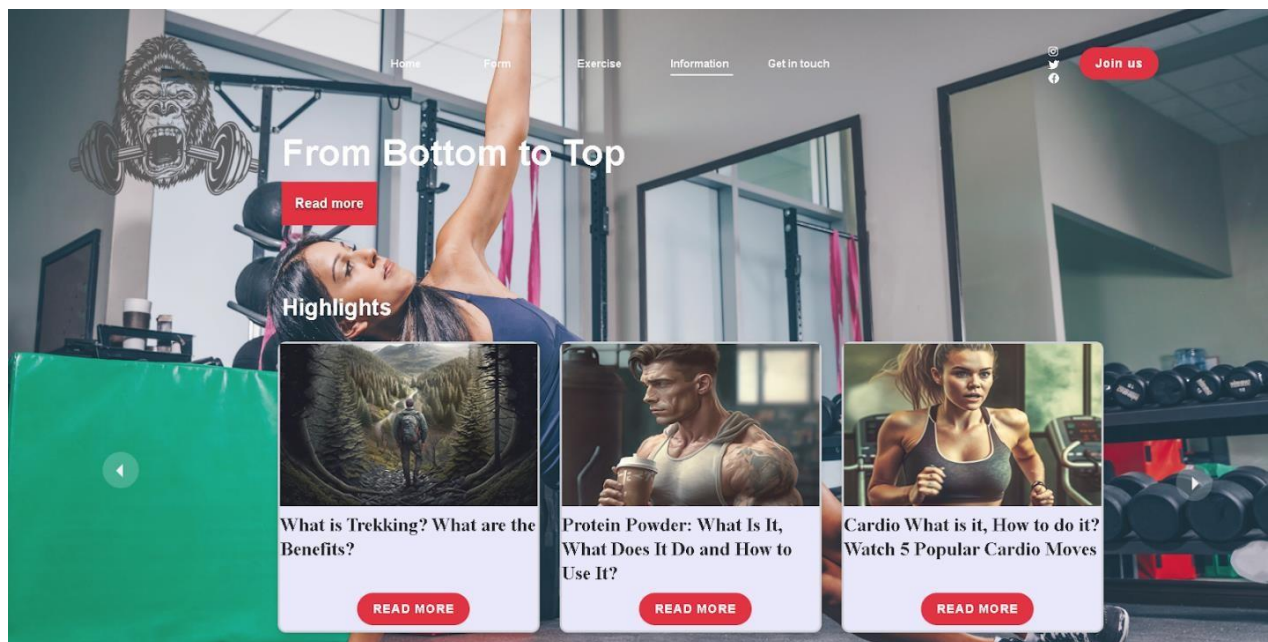 Home Form Exercise Information Get in touch
Join us
From Bottom to Top
Read more
Highlights
What is Trekking? What are the
Benefits?
READ MORE
Protein Powder: What Is It,
What Does It Do and How to
Use It?
READ MORE
Cardio What is it, How to do it?
Watch 5 Popular Cardio Moves
READ MORE